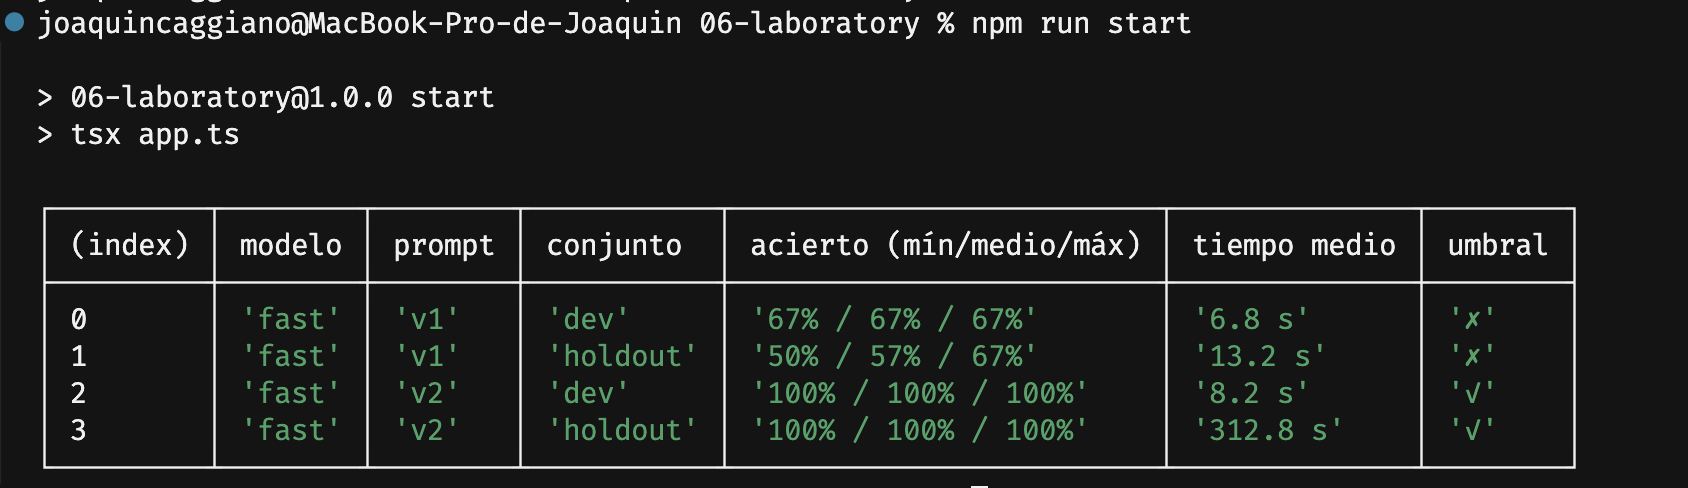 joaquincaggiano@MacBook-Pro-de-Joaquin 06-laboratory % npm run start
> 06-laboratory@1.0.0 start
> tsx app.ts
(index) modelo prompt conjunto acierto (mín/medio/máx) tiempo medio umbral
0 'fast' 'v1' 'dev' '67% / 67% / 67%' '6.8 s' '✗'
1 'fast' 'v1' 'holdout' '50% / 57% / 67%' '13.2 s' '✗'
2 'fast' 'v2' 'dev' '100% / 100% / 100%' '8.2 s' '√'
3 'fast' 'v2' 'holdout' '100% / 100% / 100%' '312.8 s' '√'